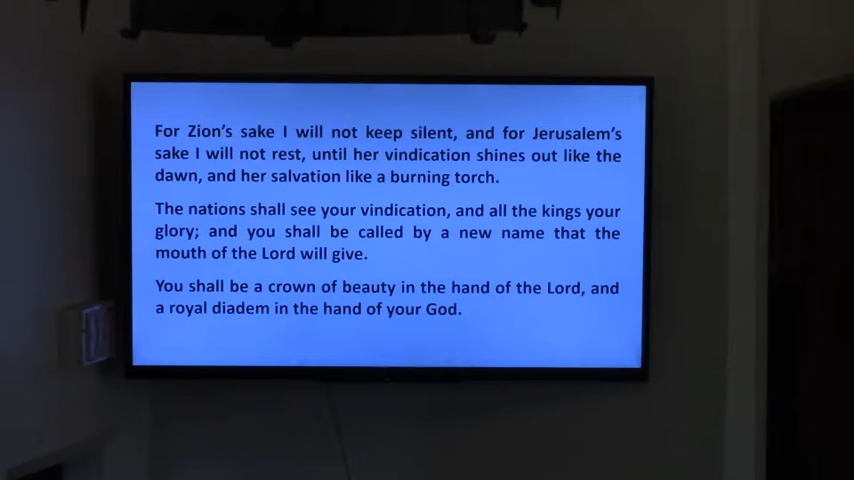 For Zion's sake I will not keep silent, and for Jerusalem's
sake I will not rest, until her vindication shines out like the
dawn, and her salvation like a burning torch.
The nations shall see your vindication, and all the kings your
glory; and you shall be called by a new name that the
mouth of the Lord will give.
You shall be a crown of beauty in the hand of the Lord, and
a royal diadem in the hand of your God.